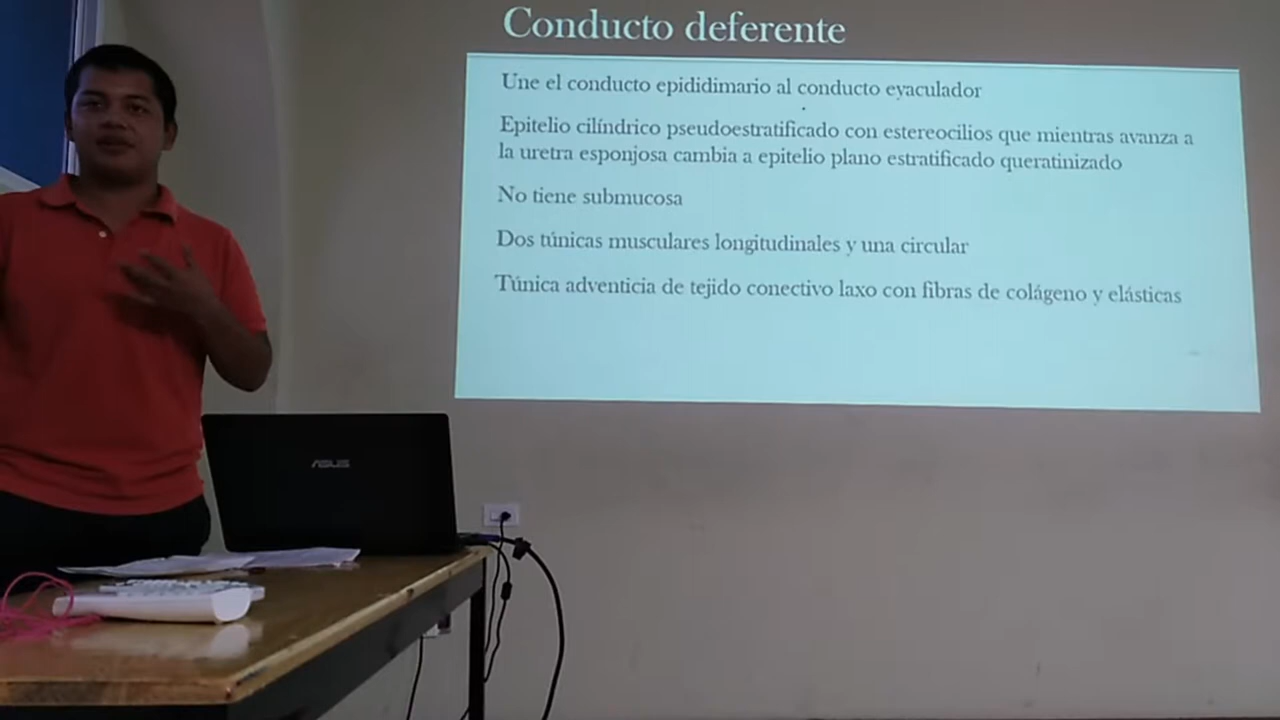 Conducto deferente
Une el conducto epididimario al conducto eyaculador
Epitelio cilíndrico pseudoestratificado con estereocilios que mientras avanza a
la uretra esponjosa cambia a epitelio plano estratificado queratinizado
No tiene submucosa
Dos túnicas musculares longitudinales y una circular
Túnica adventicia de tejido conectivo laxo con fibras de colágeno y elásticas
ASUS